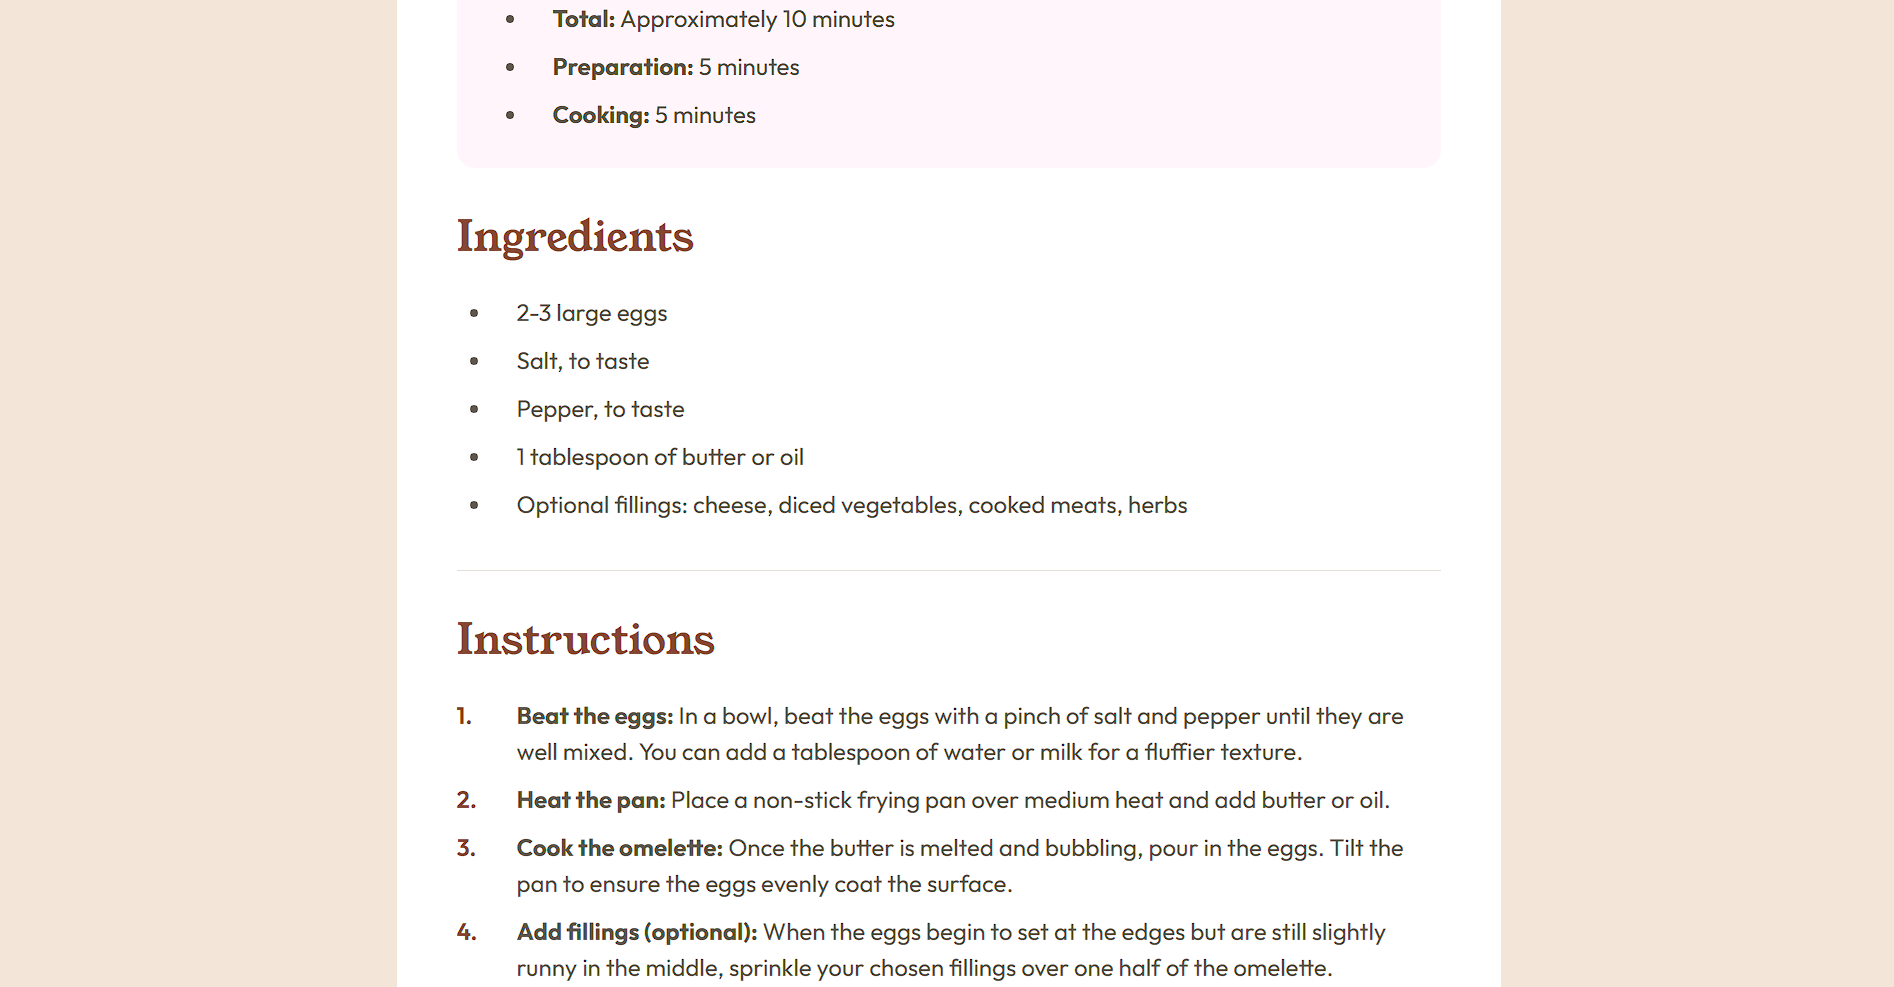 Total: Approximately 10 minutes
Preparation: 5 minutes
Cooking: 5 minutes
Ingredients
2-3 large eggs
Salt, to taste
Pepper, to taste
1 tablespoon of butter or oil
Optional fillings: cheese, diced vegetables, cooked meats, herbs
Instructions
1. Beat the eggs: In a bowl, beat the eggs with a pinch of salt and pepper until they are
well mixed. You can add a tablespoon of water or milk for a fluffier texture.
2. Heat the pan: Place a non-stick frying pan over medium heat and add butter or oil.
3. Cook the omelette: Once the butter is melted and bubbling, pour in the eggs. Tilt the
pan to ensure the eggs evenly coat the surface.
4. Add fillings (optional): When the eggs begin to set at the edges but are still slightly
runny in the middle, sprinkle your chosen fillings over one half of the omelette.